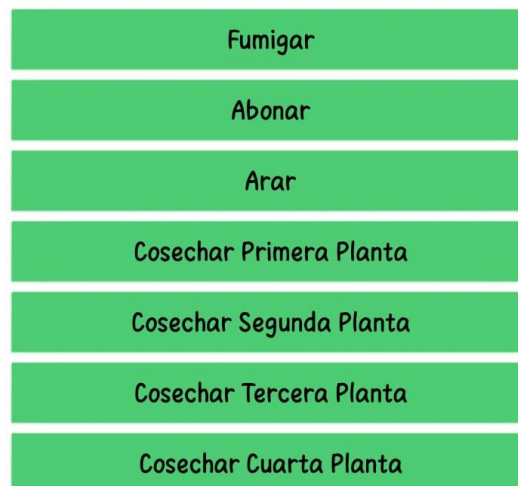 Fumigar
Abonar
Arar
Cosechar Primera Planta
Cosechar Segunda Planta
Cosechar Tercera Planta
Cosechar Cuarta Planta